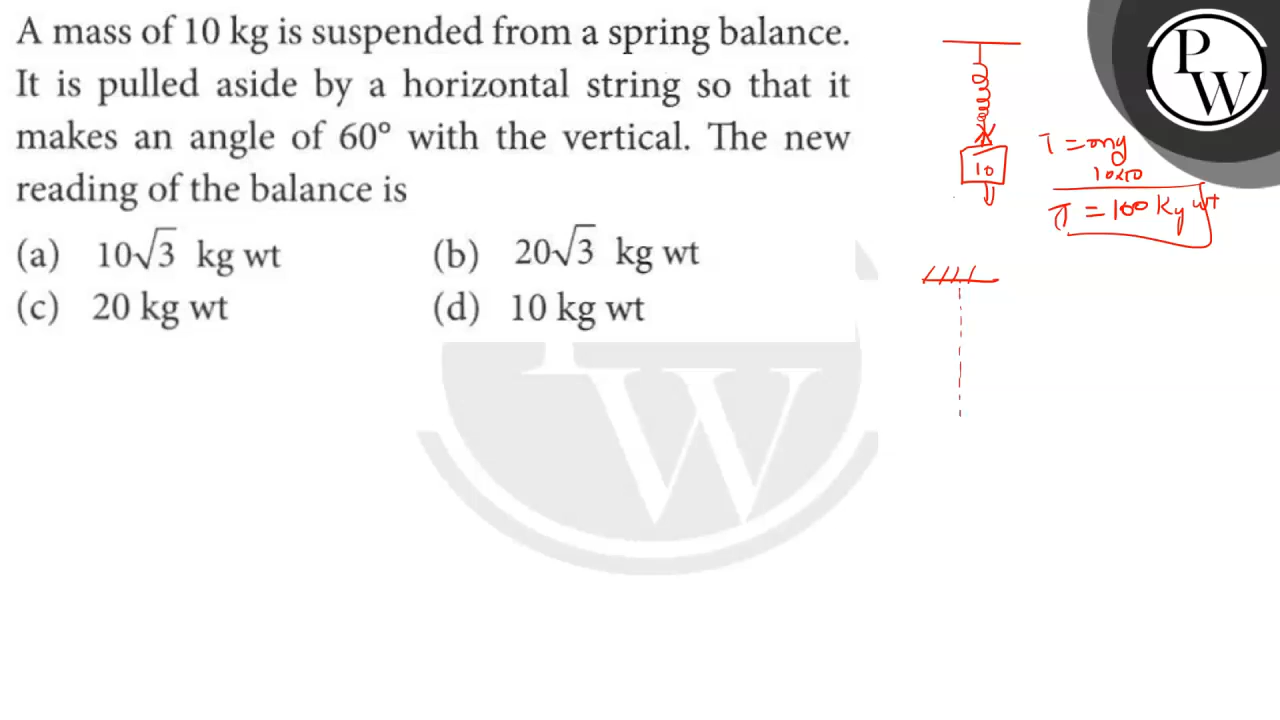 A mass of 10 kg is suspended from a spring balance.
It is pulled aside by a horizontal string so that it
makes an angle of 60° with the vertical. The new
reading of the balance is
(a) 10√3 kg wt (b) 20√3 kg wt
(c) 20 kg wt (d) 10 kg wt
P
W
10
T = mg
10×10
T = 100 Kg wt